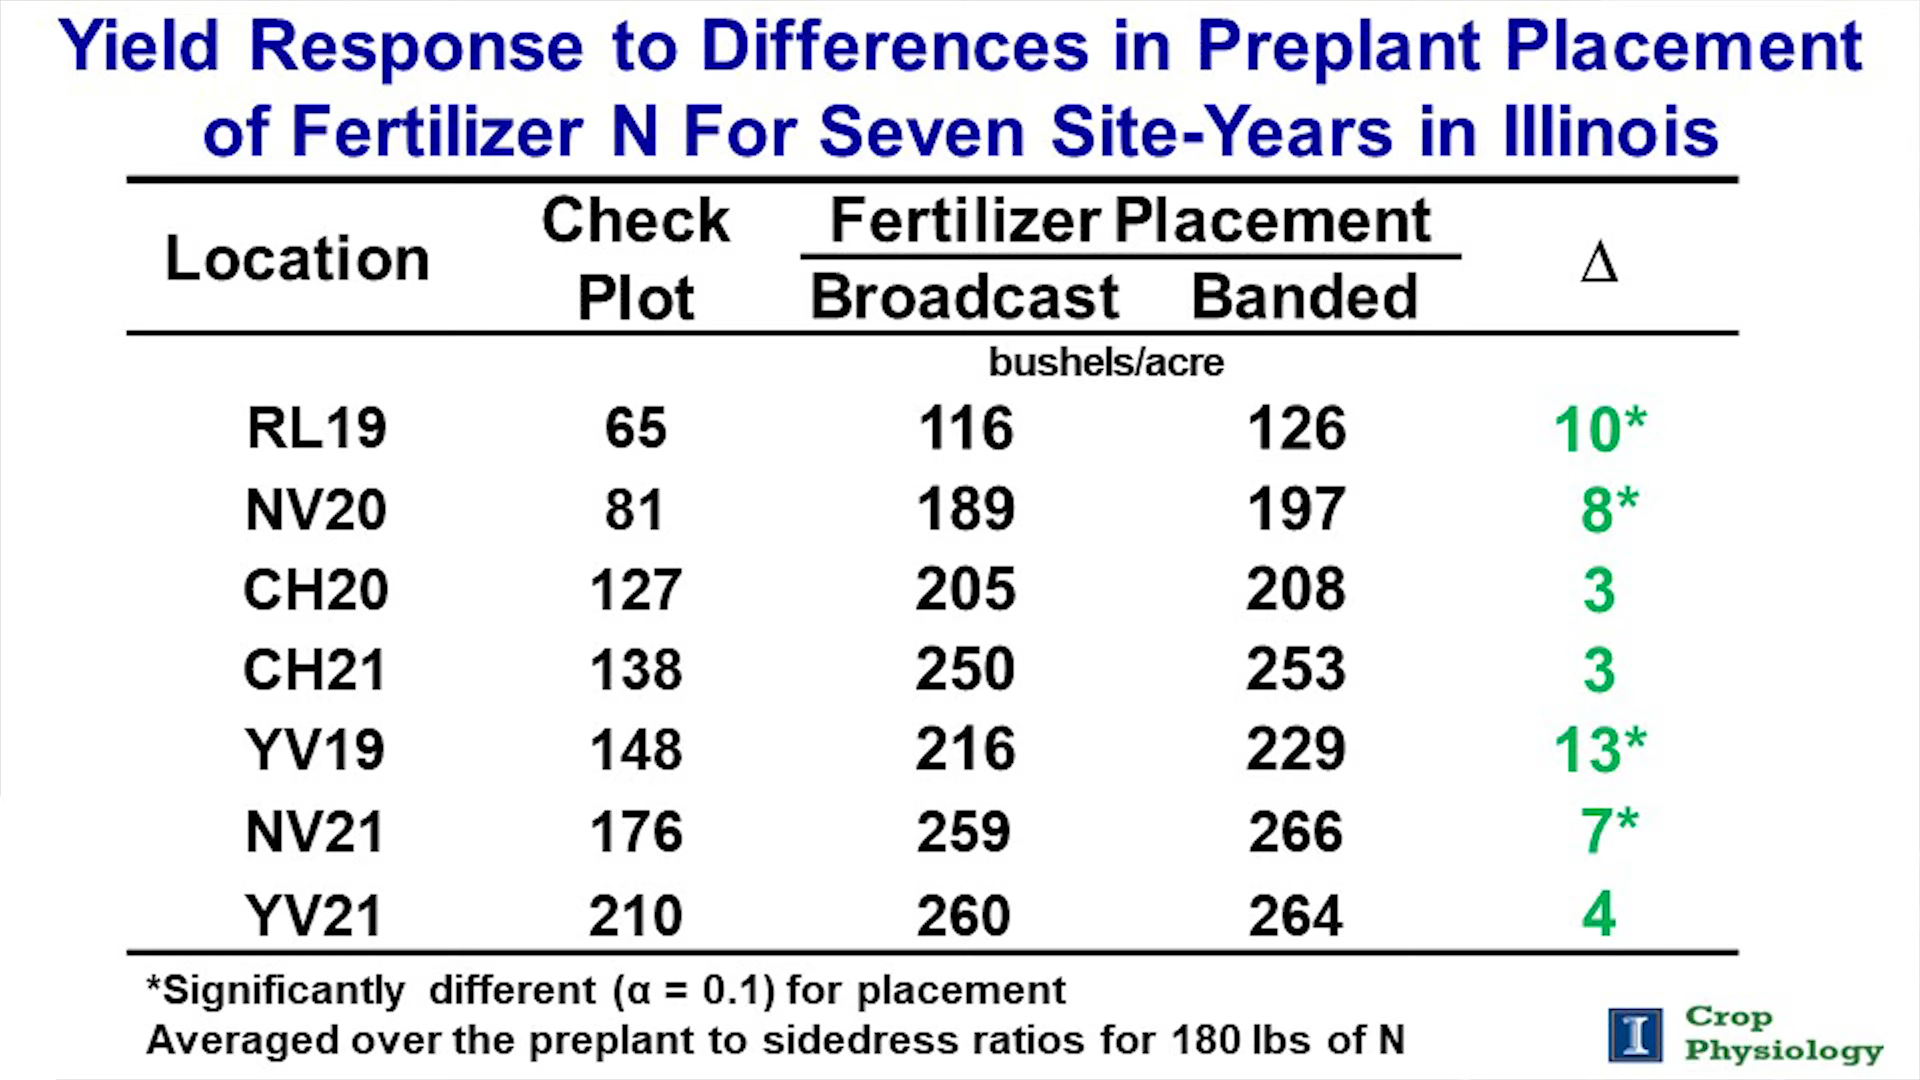 Yield Response to Differences in Preplant Placement
of Fertilizer N For Seven Site-Years in Illinois
Location Check Plot Fertilizer Placement Δ
Broadcast Banded
bushels/acre
RL19 65 116 126 10*
NV20 81 189 197 8*
CH20 127 205 208 3
CH21 138 250 253 3
YV19 148 216 229 13*
NV21 176 259 266 7*
YV21 210 260 264 4
*Significantly different (α = 0.1) for placement
Averaged over the preplant to sidedress ratios for 180 lbs of N
I
Crop
Physiology